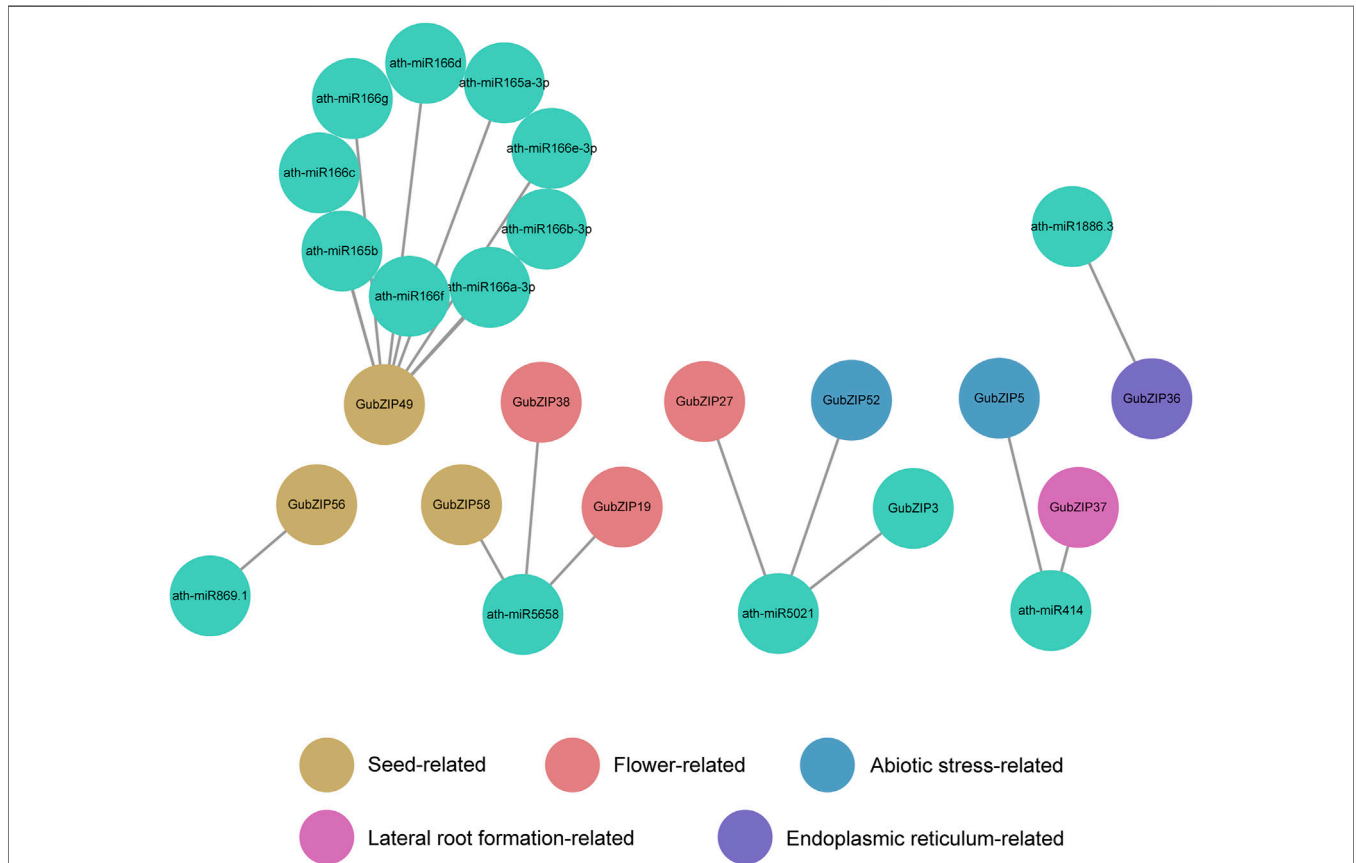 ath-miR166d
ath-miR165a-3p
ath-miR166g
ath-miR166e-3p
ath-miR166c
ath-miR166b-3p
ath-miR1886.3
ath-miR165b
ath-miR166f
ath-miR166a-3p
GubZIP49
GubZIP38
GubZIP27
GubZIP52
GubZIP5
GubZIP36
GubZIP56
GubZIP58
GubZIP19
GubZIP3
GubZIP37
ath-miR869.1
ath-miR5658
ath-miR5021
ath-miR414
Seed-related
Flower-related
Abiotic stress-related
Lateral root formation-related
Endoplasmic reticulum-related